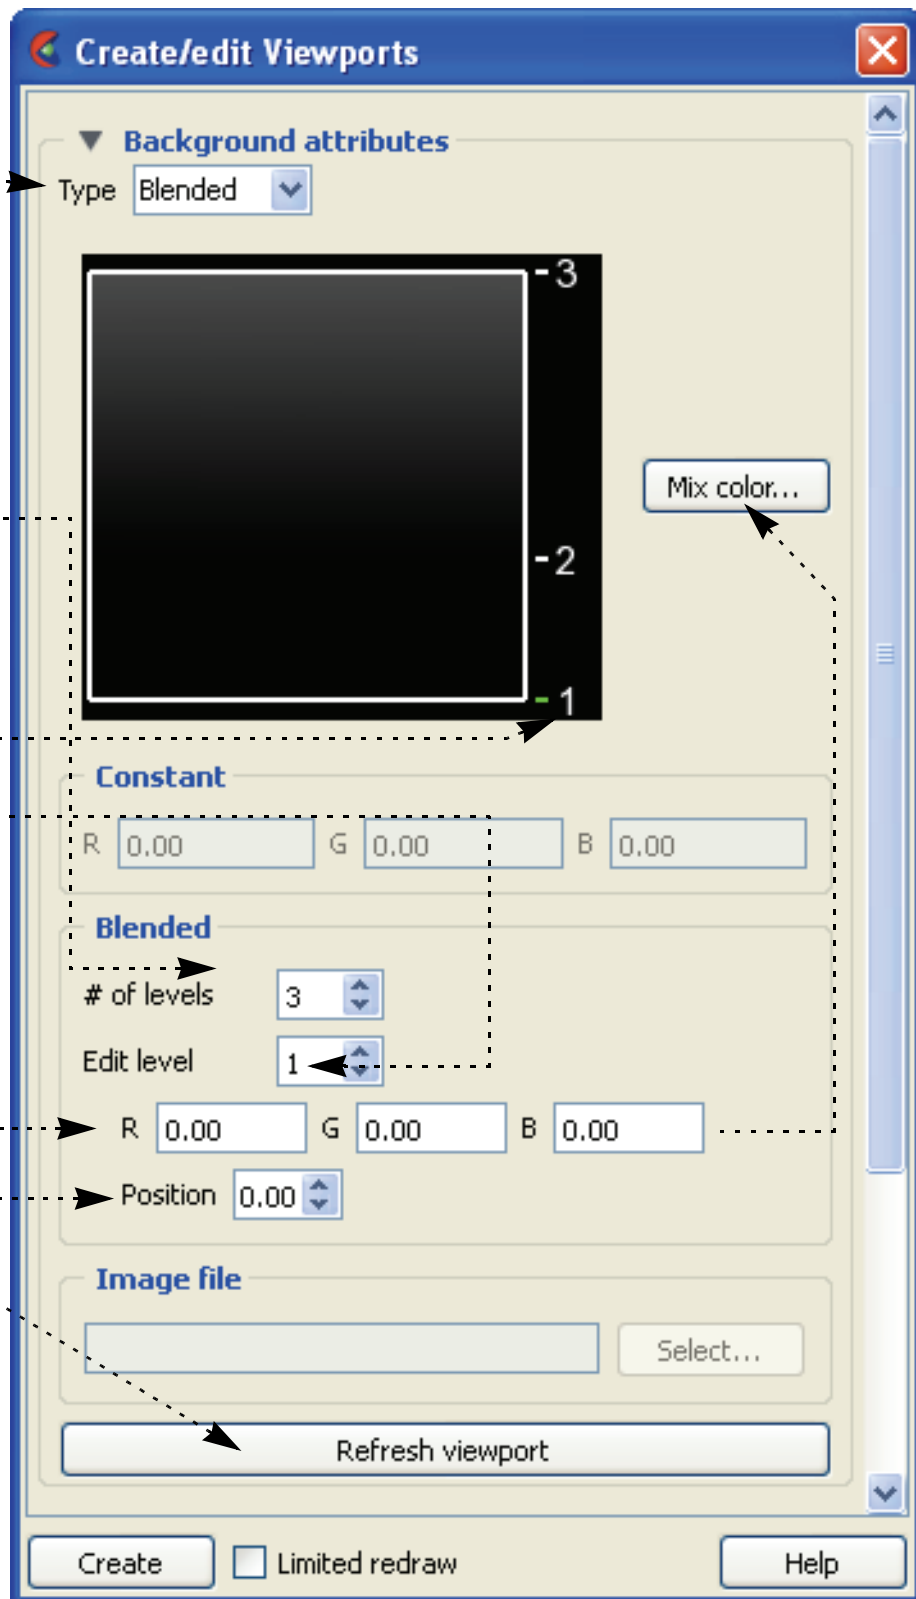 Create/edit Viewports
Background attributes
Type Blended
-3
Mix color...
-2
-1
Constant
R 0.00 G 0.00 B 0.00
Blended
# of levels 3
Edit level 1
R 0.00 G 0.00 B 0.00
Position 0.00
Image file
Select...
Refresh viewport
Create Limited redraw Help